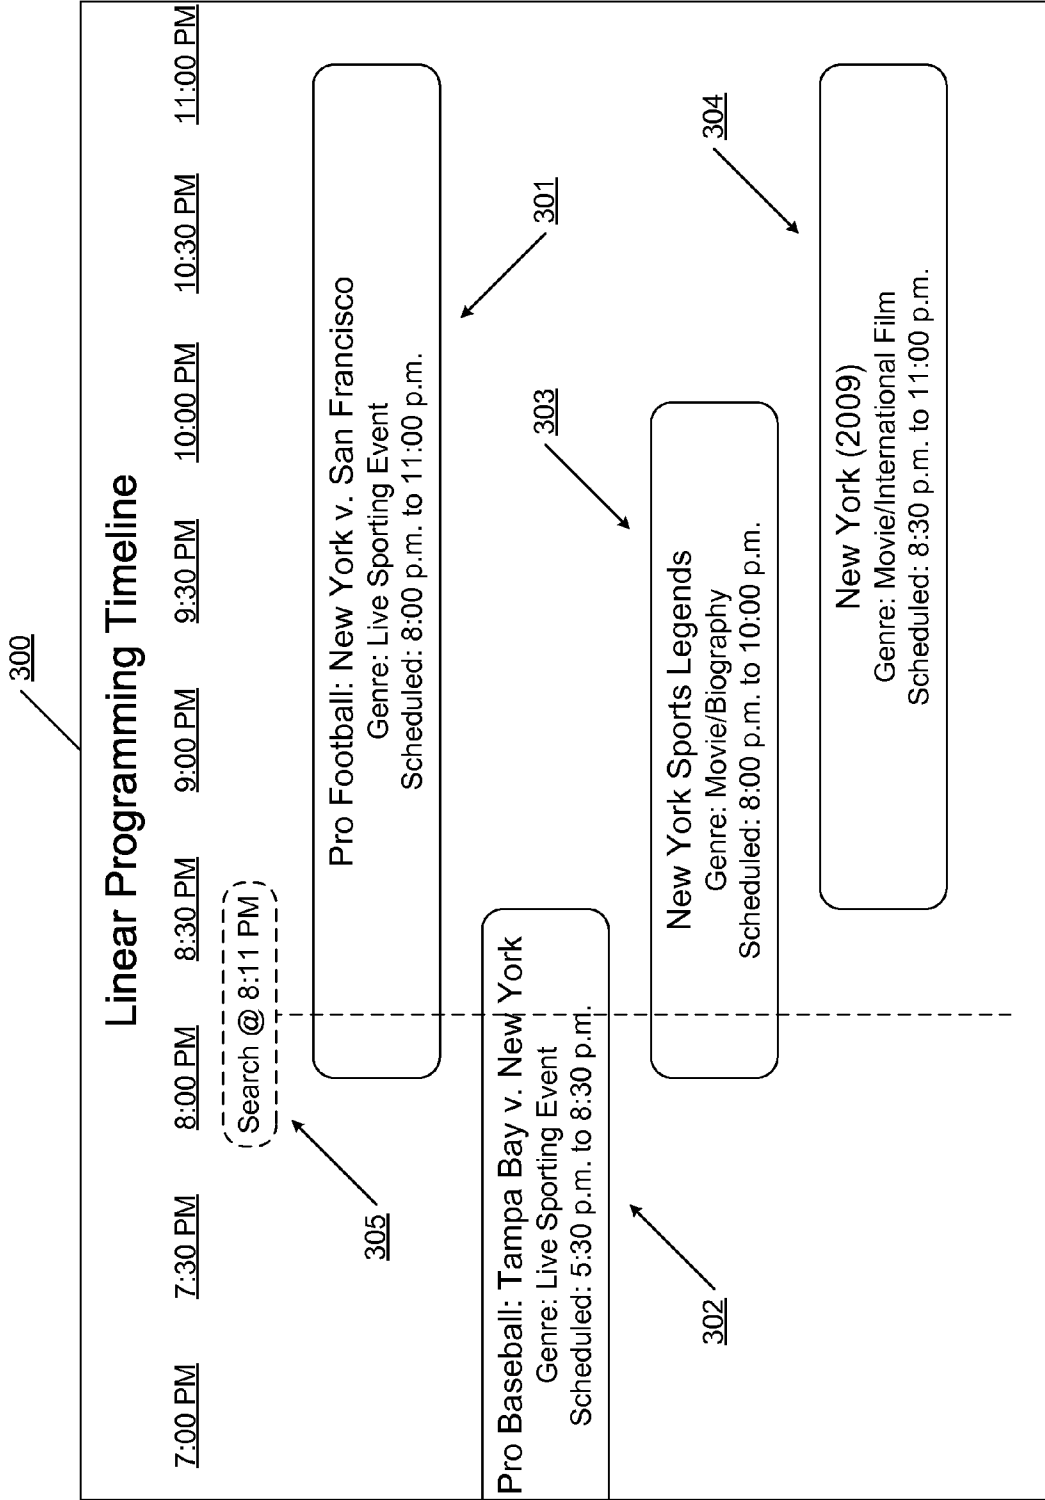 300
Linear Programming Timeline
7:00 PM
7:30 PM
8:00 PM
8:30 PM
9:00 PM
9:30 PM
10:00 PM
10:30 PM
11:00 PM
Search @ 8:11 PM
305
Pro Football: New York v. San Francisco
Genre: Live Sporting Event
Scheduled: 8:00 p.m. to 11:00 p.m.
301
Pro Baseball: Tampa Bay v. New York
Genre: Live Sporting Event
Scheduled: 5:30 p.m. to 8:30 p.m.
302
303
New York Sports Legends
Genre: Movie/Biography
Scheduled: 8:00 p.m. to 10:00 p.m.
304
New York (2009)
Genre: Movie/International Film
Scheduled: 8:30 p.m. to 11:00 p.m.